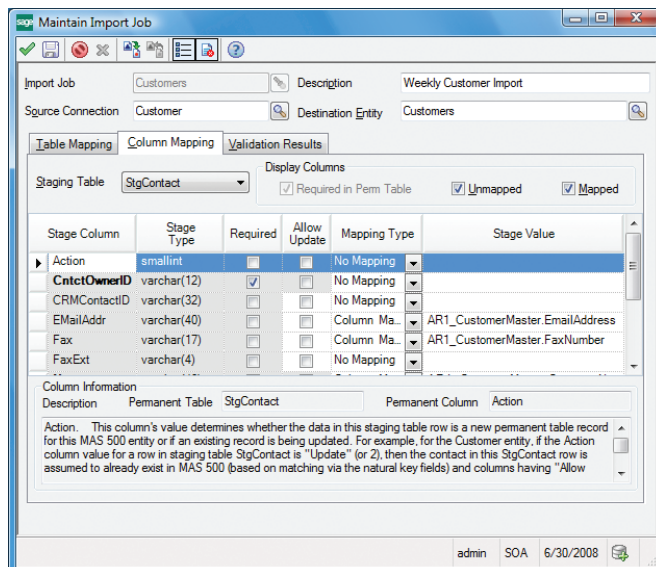 sage Maintain Import Job
Import Job Customers Description Weekly Customer Import
Source Connection Customer Destination Entity Customers
Table Mapping Column Mapping Validation Results
Display Columns
Staging Table StgContact Required in Perm Table Unmapped Mapped
Stage Column Stage Type Required Allow Update Mapping Type Stage Value
Action smallint No Mapping
CntctOwnerID varchar(12) No Mapping
CRMContactID varchar(32) No Mapping
EMailAddr varchar(40) Column Ma... AR1_CustomerMaster.EmailAddress
Fax varchar(17) Column Ma... AR1_CustomerMaster.FaxNumber
FaxExt varchar(4) No Mapping
Column Information
Description Permanent Table StgContact Permanent Column Action
Action. This column's value determines whether the data in this staging table row is a new permanent table record
for this MAS 500 entity or if an existing record is being updated. For example, for the Customer entity, if the Action
column value for a row in staging table StgContact is "Update" (or 2), then the contact in this StgContact row is
assumed to already exist in MAS 500 (based on matching via the natural key fields) and columns having "Allow
admin SOA 6/30/2008